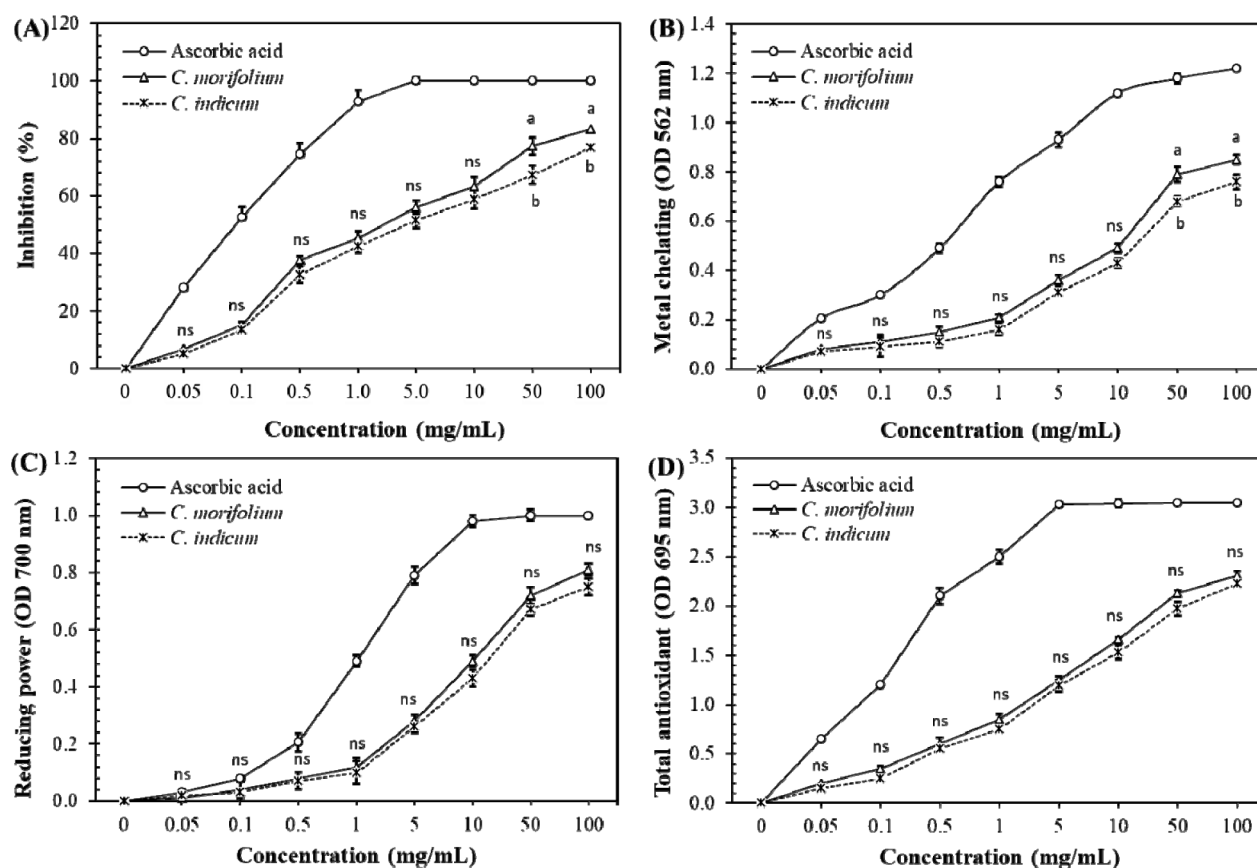 (A)
120
100
80
60
40
20
0
Inhibition (%)
Ascorbic acid
C. morifolium
C. indicum
ns
ns
ns
ns
ns
ns
a
a
b
b
0 0.05 0.1 0.5 1.0 5.0 10 50 100
Concentration (mg/mL)
(B)
1.4
1.2
1.0
0.8
0.6
0.4
0.2
0.0
Metal chelating (OD 562 nm)
Ascorbic acid
C. morifolium
C. indicum
ns
ns
ns
ns
ns
ns
a
a
b
b
0 0.05 0.1 0.5 1 5 10 50 100
Concentration (mg/mL)
(C)
1.2
1.0
0.8
0.6
0.4
0.2
0.0
Reducing power (OD 700 nm)
Ascorbic acid
C. morifolium
C. indicum
ns
ns
ns
ns
ns
ns
ns
ns
0 0.05 0.1 0.5 1 5 10 50 100
Concentration (mg/mL)
(D)
3.5
3.0
2.5
2.0
1.5
1.0
0.5
0.0
Total antioxidant (OD 695 nm)
Ascorbic acid
C. morifolium
C. indicum
ns
ns
ns
ns
ns
ns
ns
ns
0 0.05 0.1 0.5 1 5 10 50 100
Concentration (mg/mL)